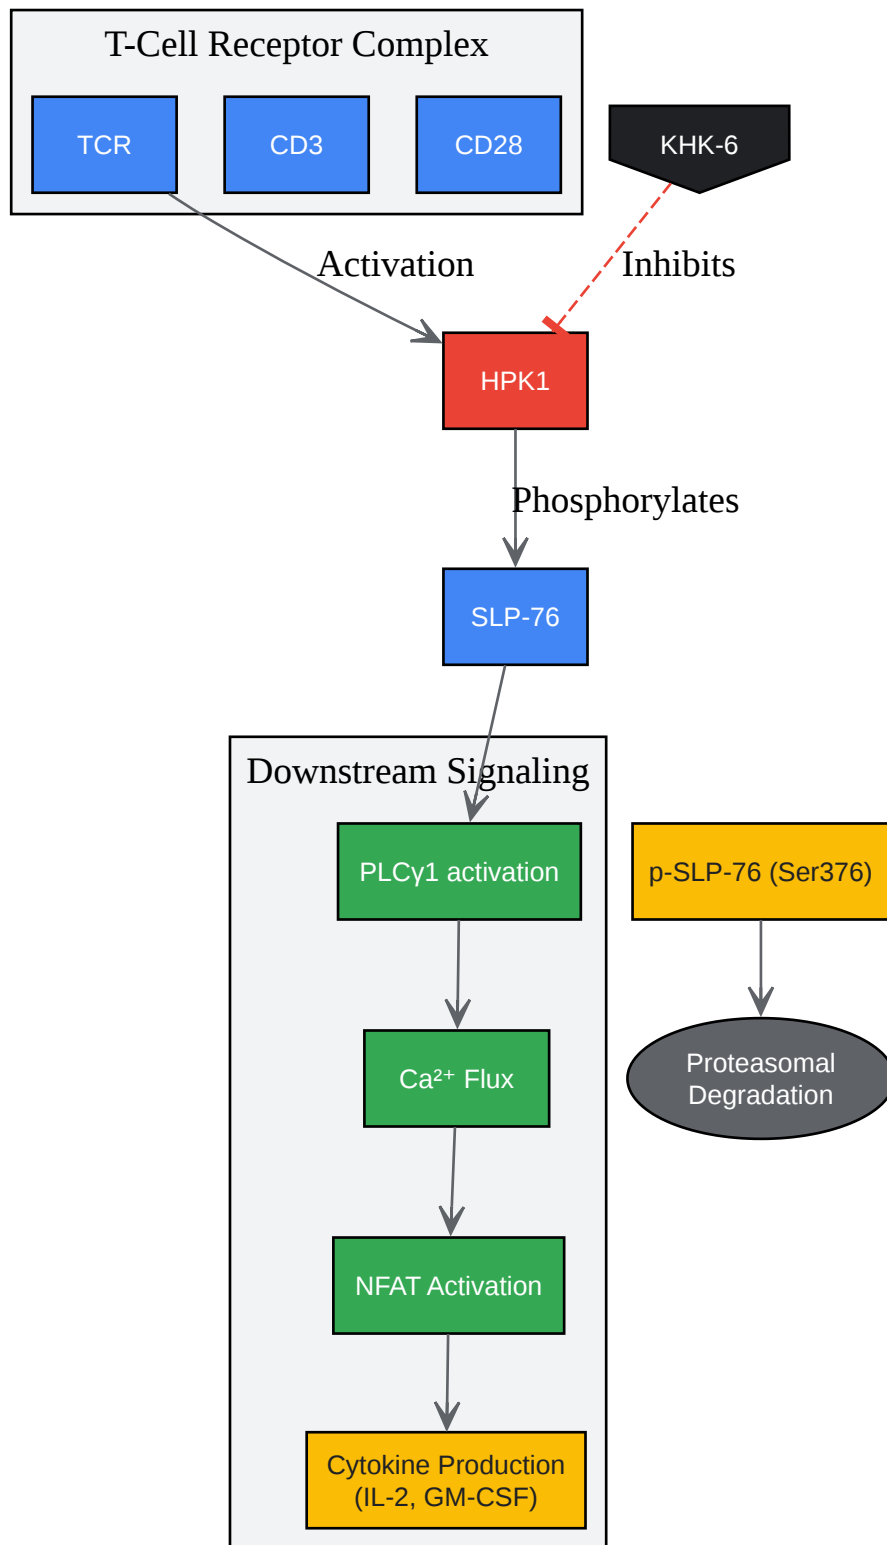 T-Cell Receptor Complex
TCR
CD3
CD28
KHK-6
Activation
Inhibits
HPK1
Phosphorylates
SLP-76
Downstream Signaling
PLCγ1 activation
p-SLP-76 (Ser376)
Ca²⁺ Flux
Proteasomal
Degradation
NFAT Activation
Cytokine Production
(IL-2, GM-CSF)